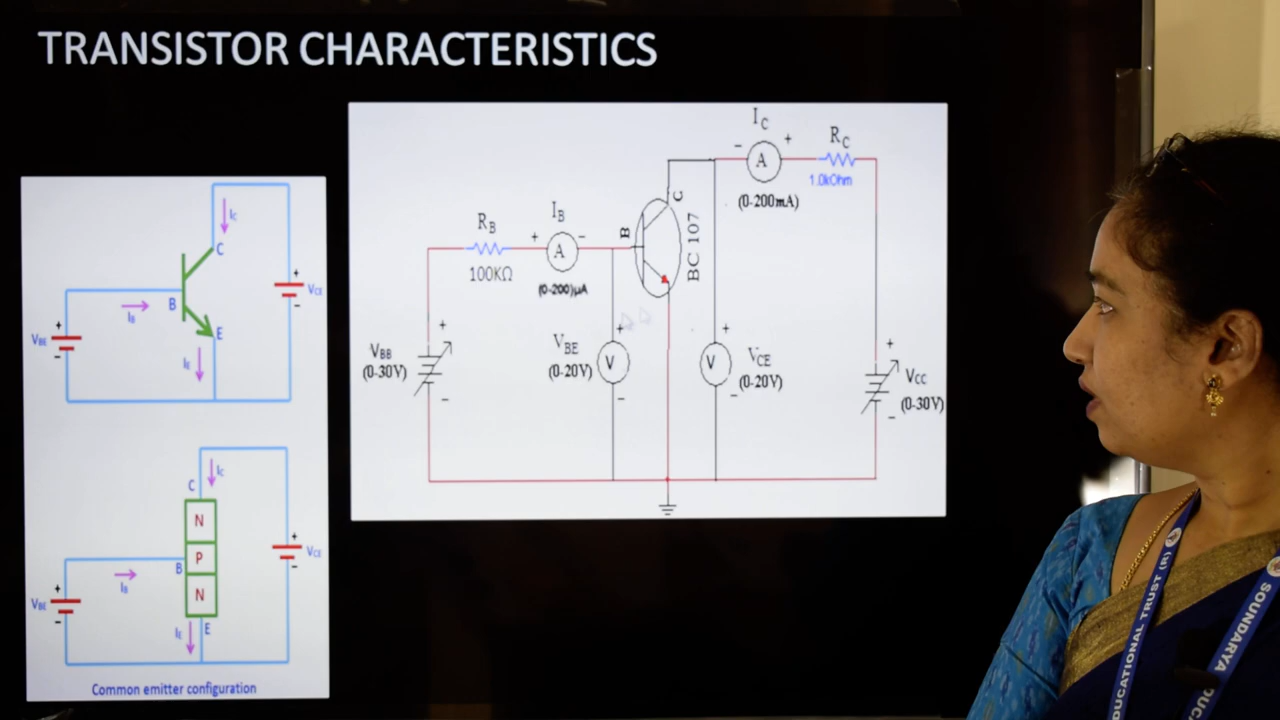 TRANSISTOR CHARACTERISTICS
IC
C
B
IB
E
IE
VBE
+
-
+
-
VCE
C
IC
N
P
N
B
IB
E
IE
VBE
+
-
+
-
VCE
Common emitter configuration
IC
- A +
(0-200mA)
RC
1.0kOhm
RB
100KΩ
IB
+ A -
(0-200)μA
B
C
BC 107
VBB
(0-30V)
+
-
VBE
(0-20V)
+
V
-
VCE
(0-20V)
+
V
-
VCC
(0-30V)
+
-
DUCATIONAL TRUST (R)
SOUNDARYA